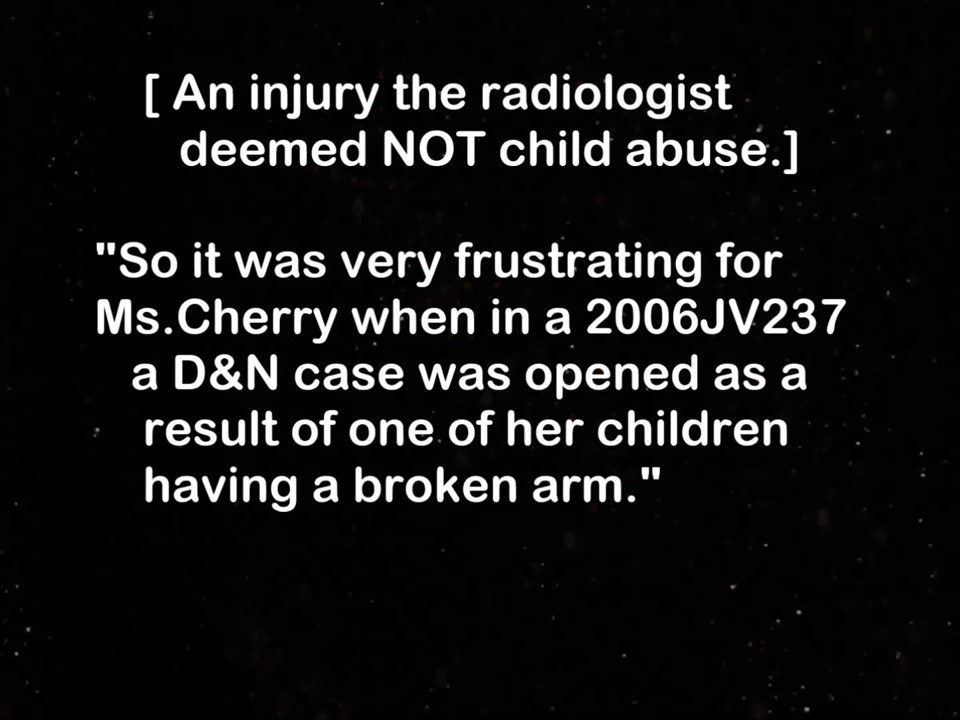 [ An injury the radiologist
deemed NOT child abuse.]
"So it was very frustrating for
Ms.Cherry when in a 2006JV237
a D&N case was opened as a
result of one of her children
having a broken arm."